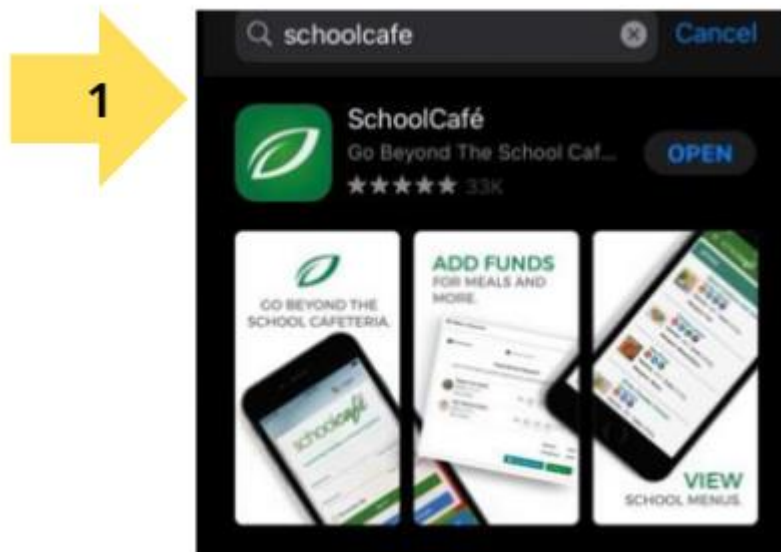 1
schoolcafe
Cancel
SchoolCafé
Go Beyond The School Caf...
OPEN
33K
GO BEYOND THE
SCHOOL CAFETERIA.
schoolcafé
ADD FUNDS
FOR MEALS AND
MORE.
VIEW
SCHOOL MENUS.